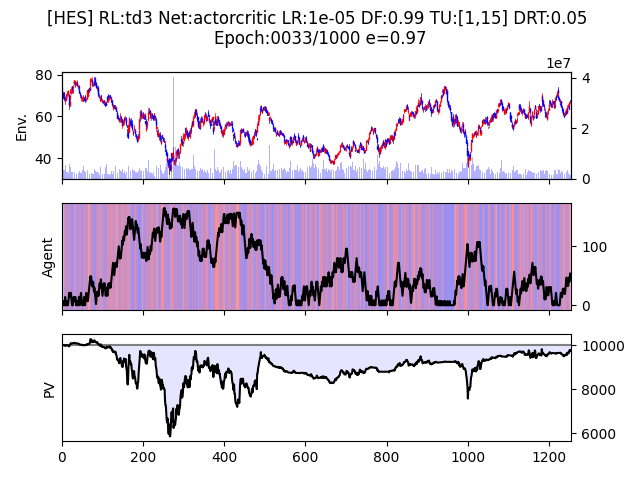 [HES] RL:td3 Net:actorcritic LR:1e-05 DF:0.99 TU:[1,15] DRT:0.05
Epoch:0033/1000 e=0.97
1e7
80
60
40
Env.
4
2
0
Agent
100
0
PV
10000
8000
6000
0 200 400 600 800 1000 1200